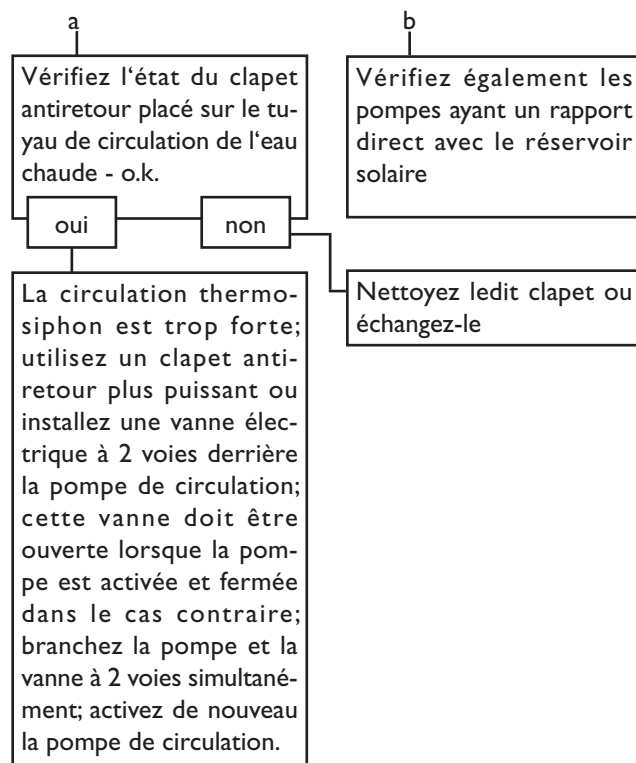 a
Vérifiez l‘état du clapet
antiretour placé sur le tu-
yau de circulation de l‘eau
chaude - o.k.
oui
non
La circulation thermo-
siphon est trop forte;
utilisez un clapet anti-
retour plus puissant ou
installez une vanne élec-
trique à 2 voies derrière
la pompe de circulation;
cette vanne doit être
ouverte lorsque la pom-
pe est activée et fermée
dans le cas contraire;
branchez la pompe et la
vanne à 2 voies simultané-
ment; activez de nouveau
la pompe de circulation.
b
Vérifiez également les
pompes ayant un rapport
direct avec le réservoir
solaire
Nettoyez ledit clapet ou
échangez-le